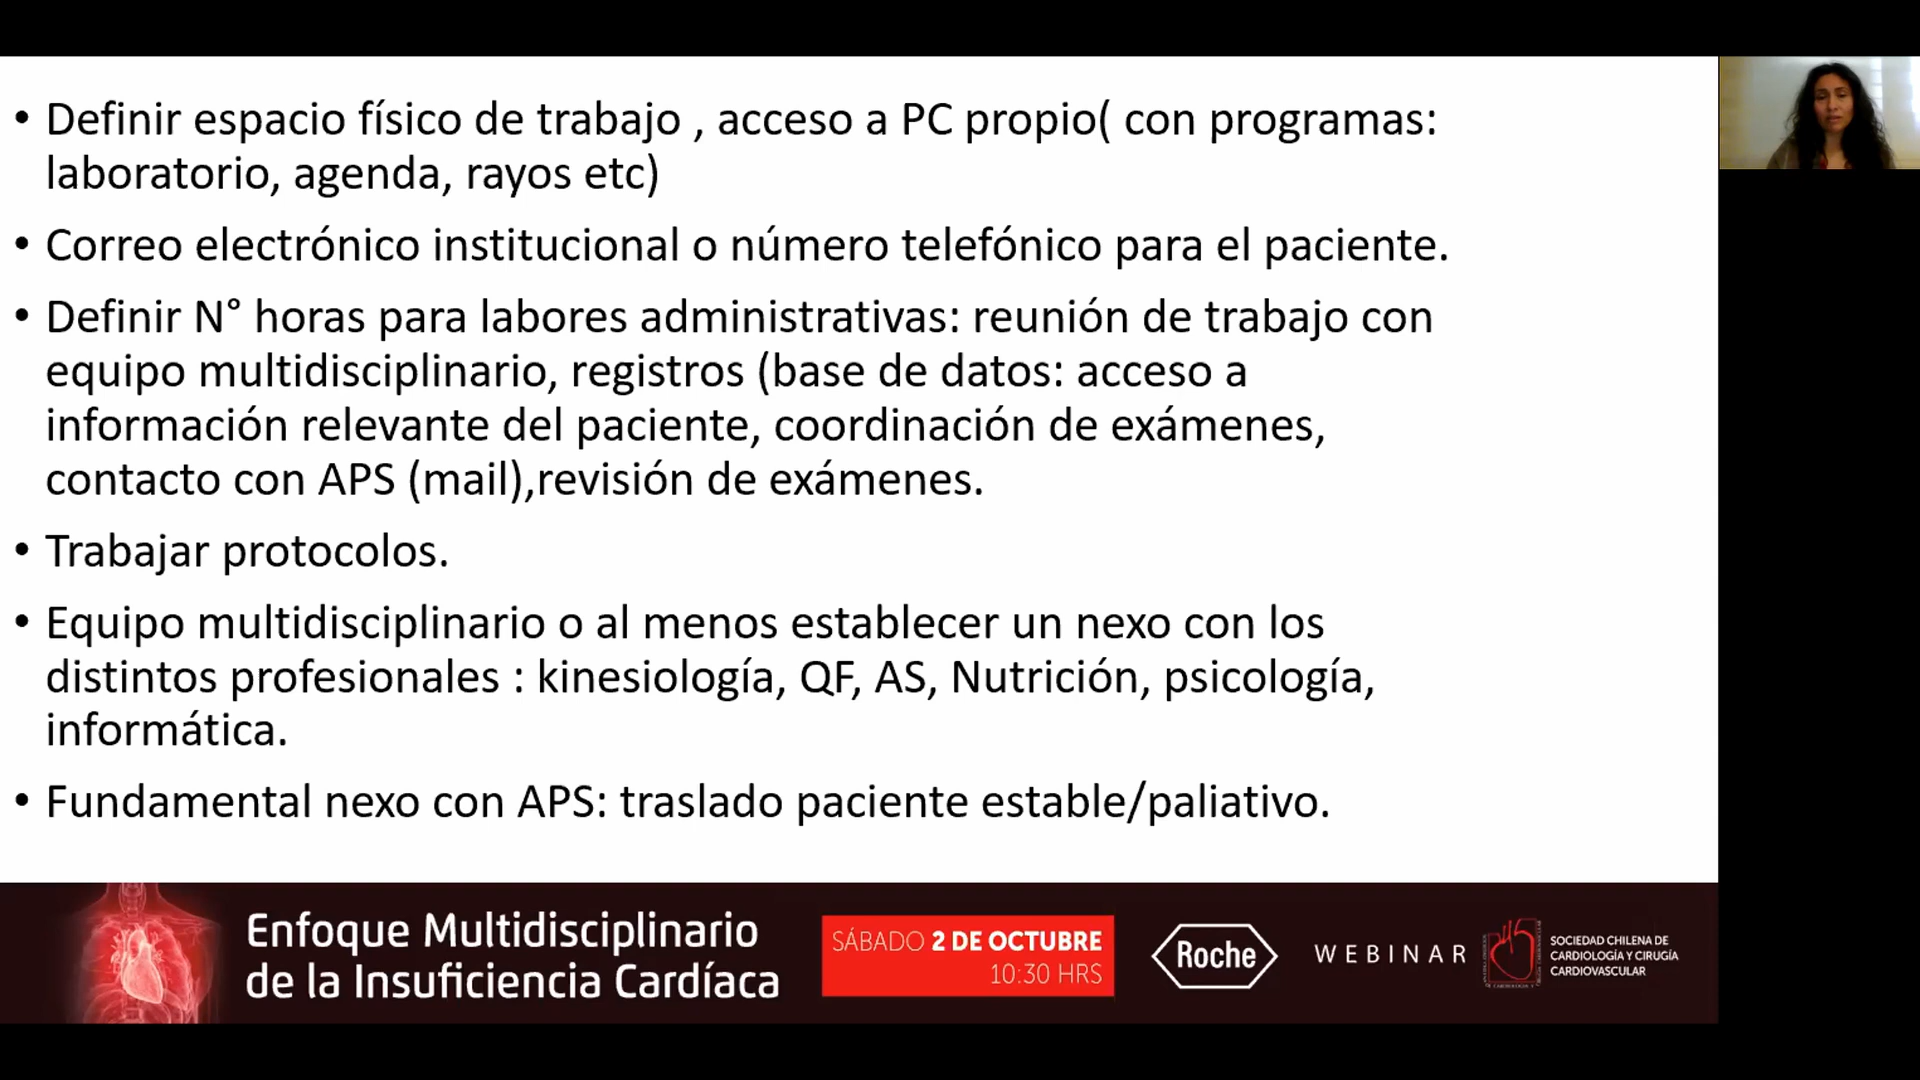 • Definir espacio físico de trabajo , acceso a PC propio( con programas:
laboratorio, agenda, rayos etc)
• Correo electrónico institucional o número telefónico para el paciente.
• Definir N° horas para labores administrativas: reunión de trabajo con
equipo multidisciplinario, registros (base de datos: acceso a
información relevante del paciente, coordinación de exámenes,
contacto con APS (mail),revisión de exámenes.
• Trabajar protocolos.
• Equipo multidisciplinario o al menos establecer un nexo con los
distintos profesionales : kinesiología, QF, AS, Nutrición, psicología,
informática.
• Fundamental nexo con APS: traslado paciente estable/paliativo.
Enfoque Multidisciplinario
de la Insuficiencia Cardíaca
SÁBADO 2 DE OCTUBRE
10:30 HRS
Roche
WEBINAR
SOCIEDAD CHILENA DE
CARDIOLOGÍA Y CIRUGÍA
CARDIOVASCULAR